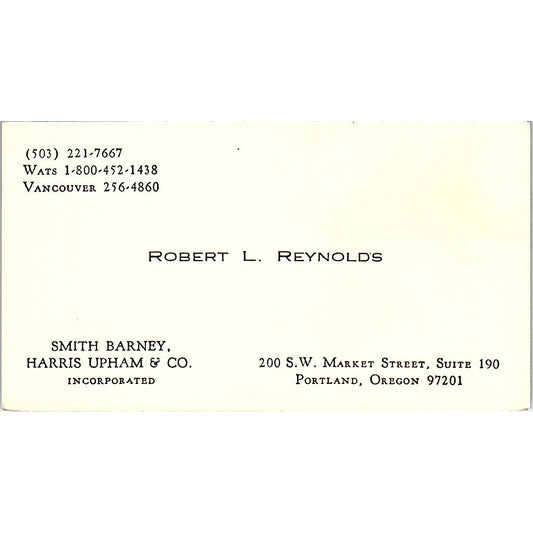 (503) 221-7667
WATS 1-800-452-1438
VANCOUVER 256-4860
ROBERT L. REYNOLDS
SMITH BARNEY,
HARRIS UPHAM & CO.
INCORPORATED
200 S.W. MARKET STREET, SUITE 190
PORTLAND, OREGON 97201